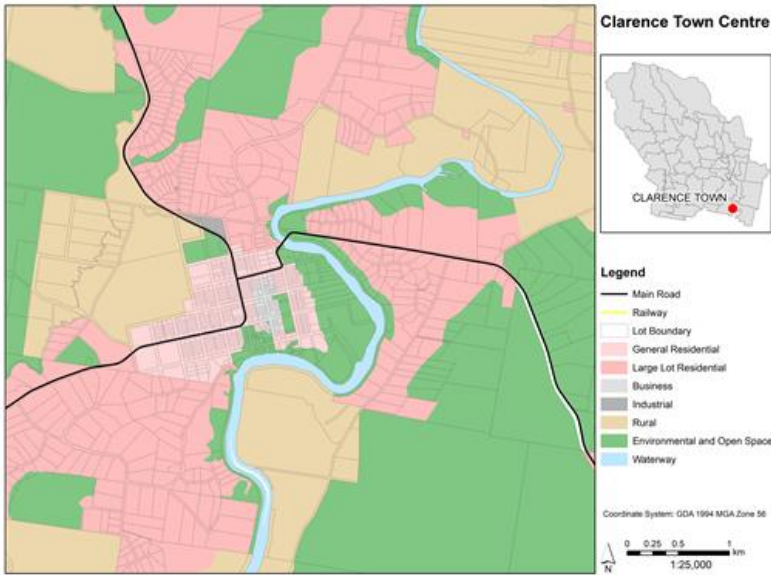 Clarence Town Centre
CLARENCE TOWN
Legend
Main Road
Railway
Lot Boundary
General Residential
Large Lot Residential
Business
Industrial
Rural
Environmental and Open Space
Waterway
Coordinate System: GDA 1994 MGA Zone 56
N
0 0.25 0.5 1
km
1:25,000